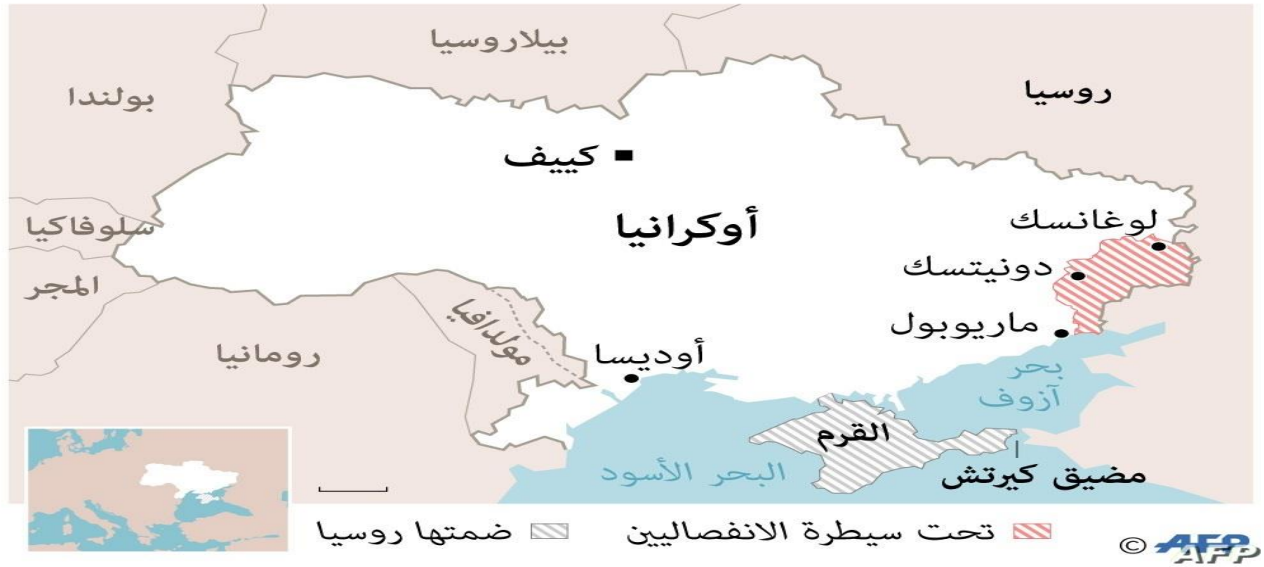 بيلاروسيا
بولندا
روسيا
كييف
سلوفاكيا
أوكرانيا
لوغانسك
دونيتسك
المجر
مولدافيا
ماريوبول
رومانيا
أوديسا
بحر
آزوف
القرم
البحر الأسود
مضيق كيرتش
تحت سيطرة الانفصاليين
ضمتها روسيا
© AFP
AFP